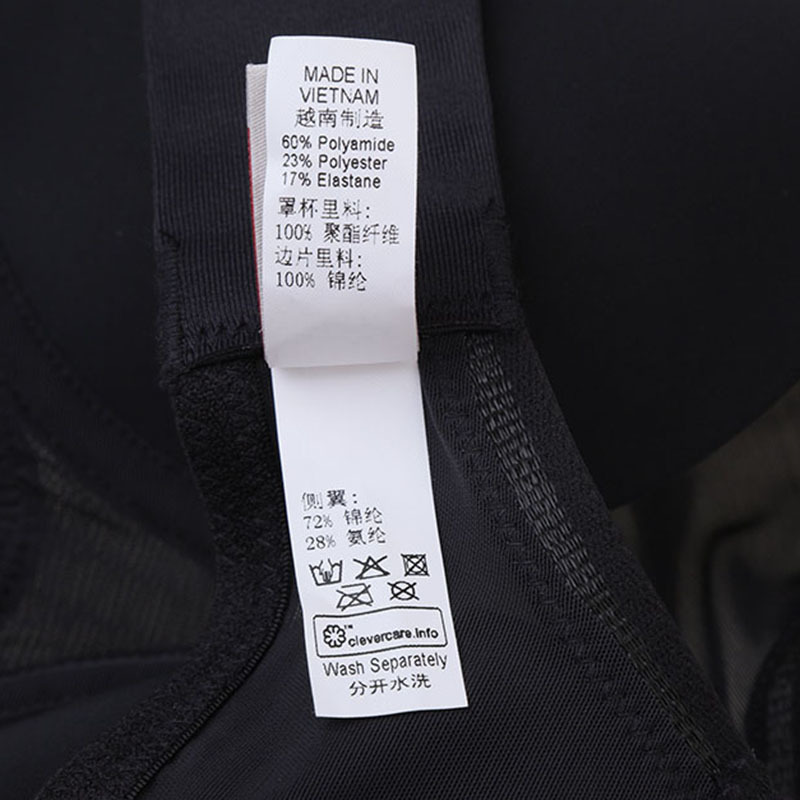 MADE IN
VIETNAM
越南制造
60% Polyamide
23% Polyester
17% Elastane
罩杯里料:
100% 聚酯纤维
边片里料:
100% 锦纶
侧翼:
72% 锦纶
28% 氨纶
clevercare.info
Wash Separately
分开水洗